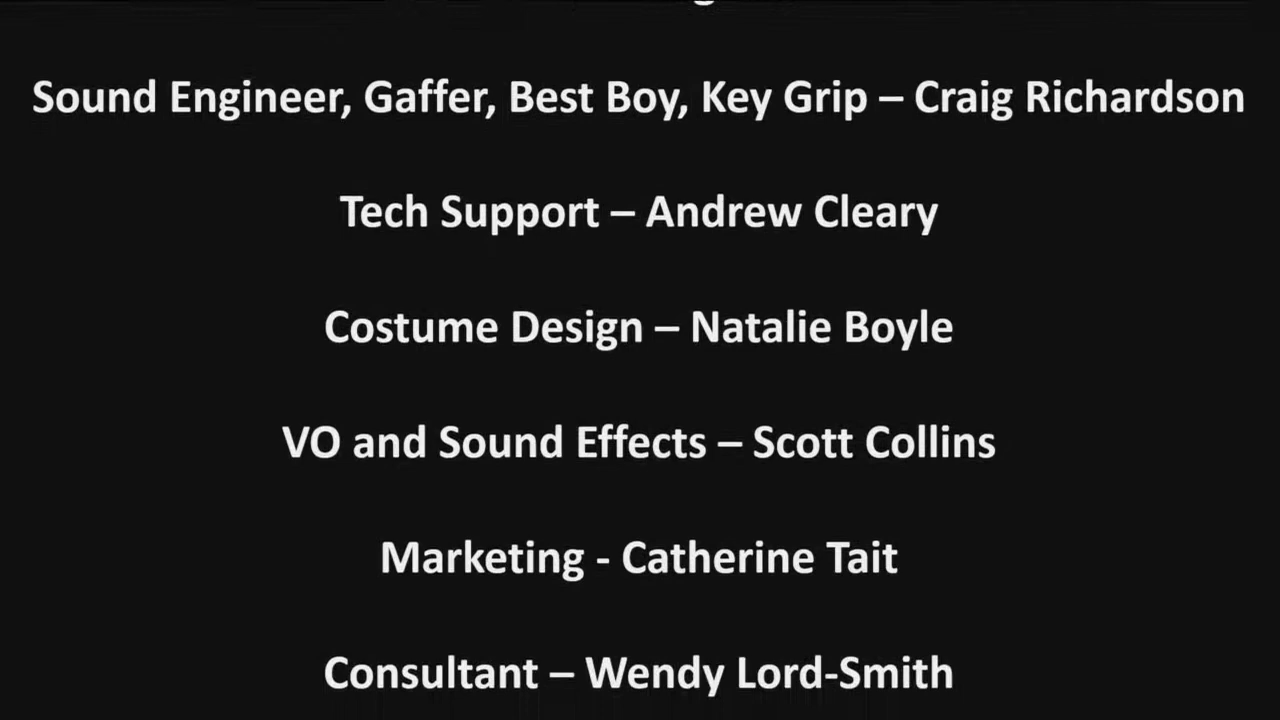 Sound Engineer, Gaffer, Best Boy, Key Grip – Craig Richardson
Tech Support – Andrew Cleary
Costume Design – Natalie Boyle
VO and Sound Effects – Scott Collins
Marketing - Catherine Tait
Consultant – Wendy Lord-Smith